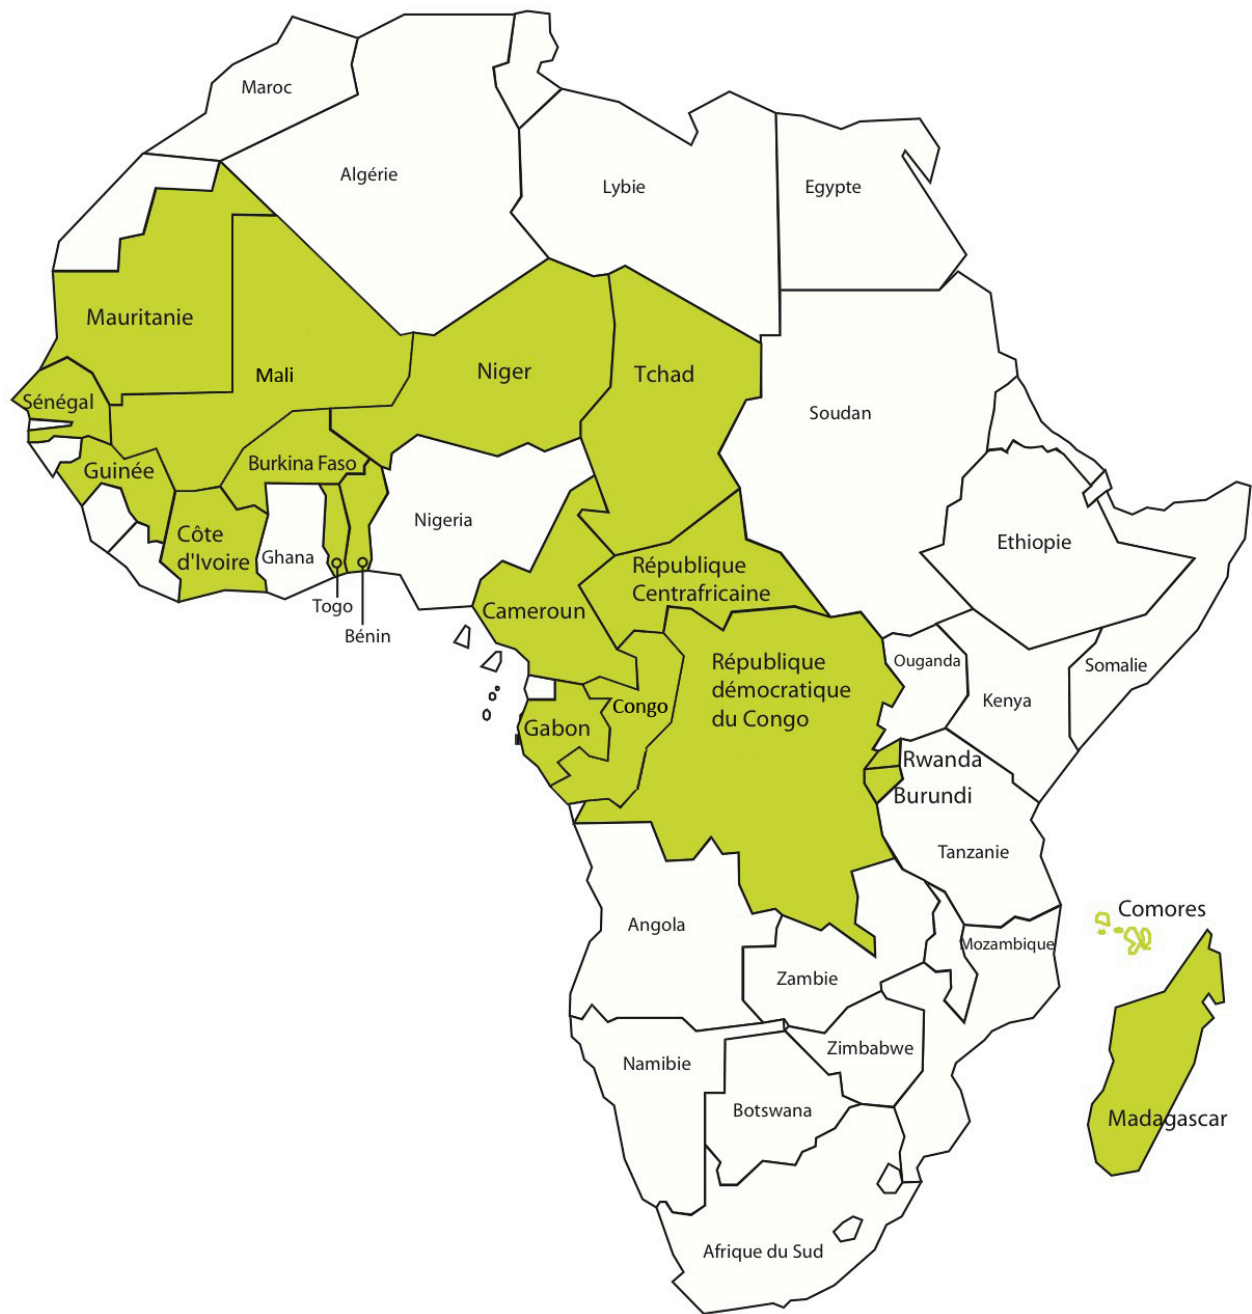 Maroc
Algérie
Lybie
Egypte
Mauritanie
Mali
Niger
Tchad
Soudan
Sénégal
Guinée
Burkina Faso
Côte
d'Ivoire
Ghana
Nigeria
Togo
Bénin
Ethiopie
République
Centrafricaine
Cameroun
République
démocratique
du Congo
Ouganda
Somalie
Kenya
Congo
Gabon
Rwanda
Burundi
Tanzanie
Comores
Angola
Mozambique
Zambie
Zimbabwe
Namibie
Botswana
Madagascar
Afrique du Sud